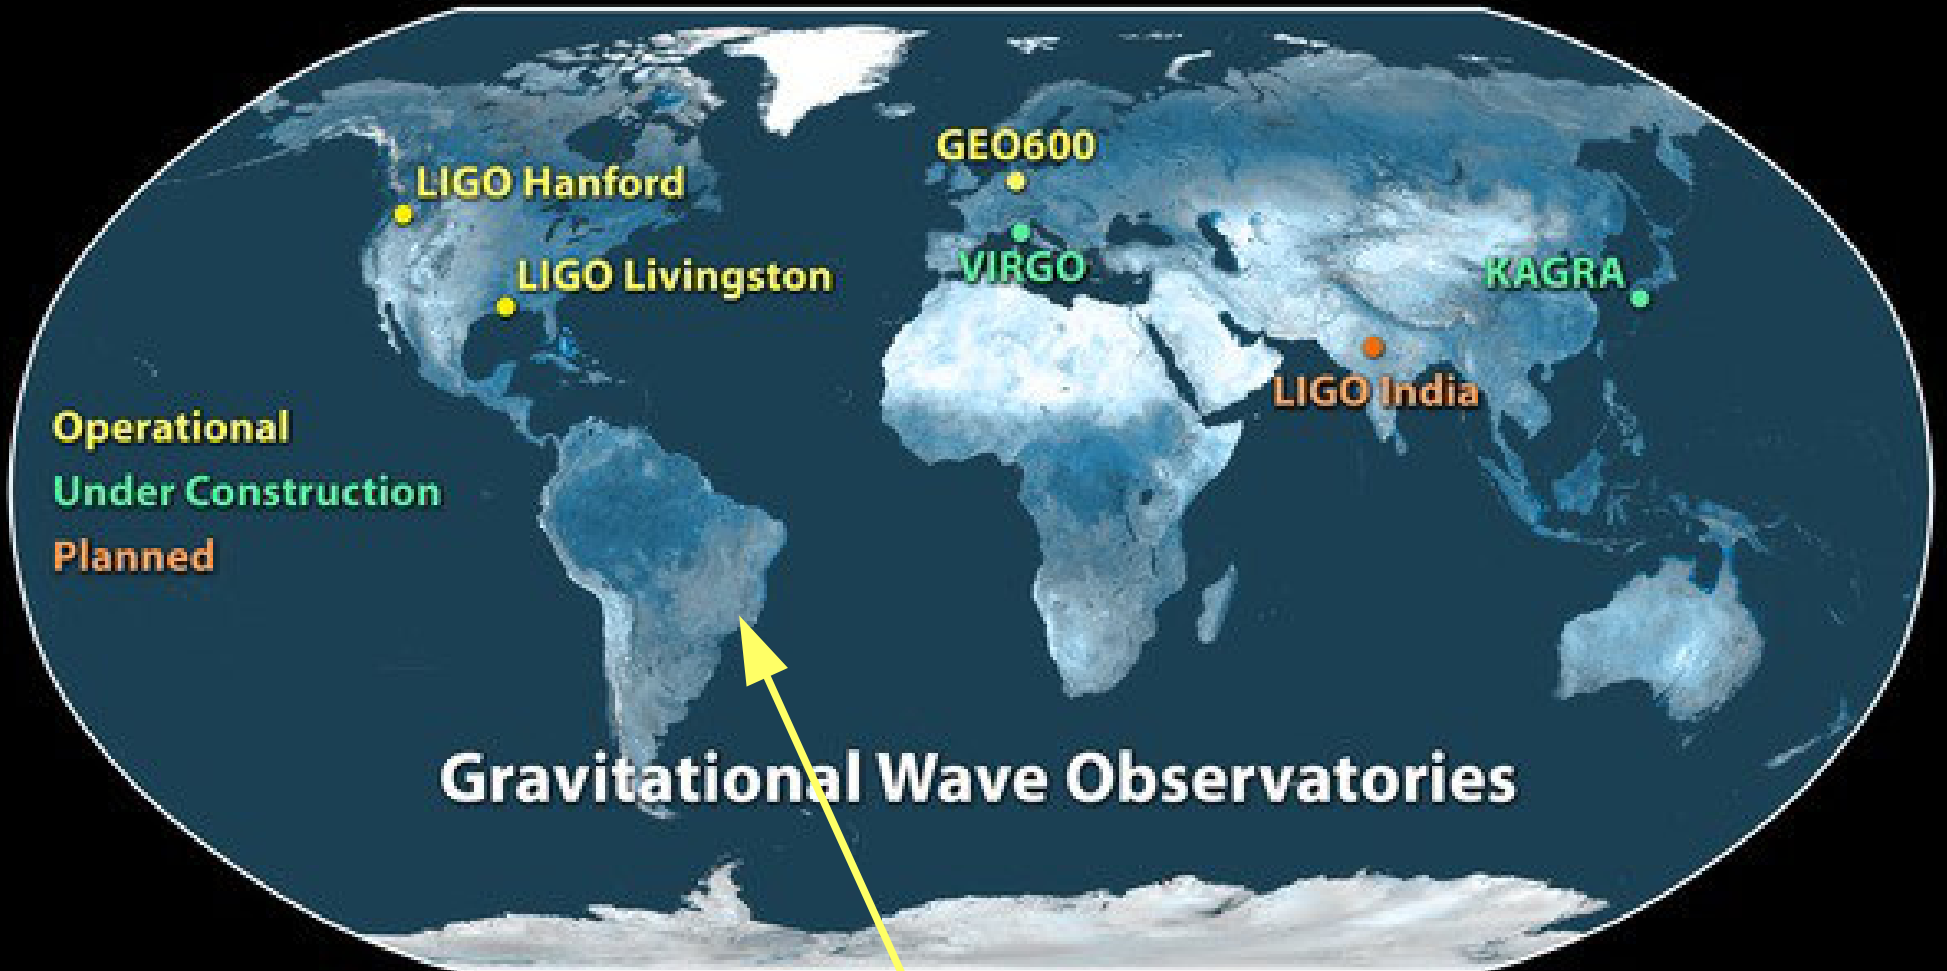 GEO600
LIGO Hanford
VIRGO
LIGO Livingston
KAGRA
LIGO India
Operational
Under Construction
Planned
Gravitational Wave Observatories